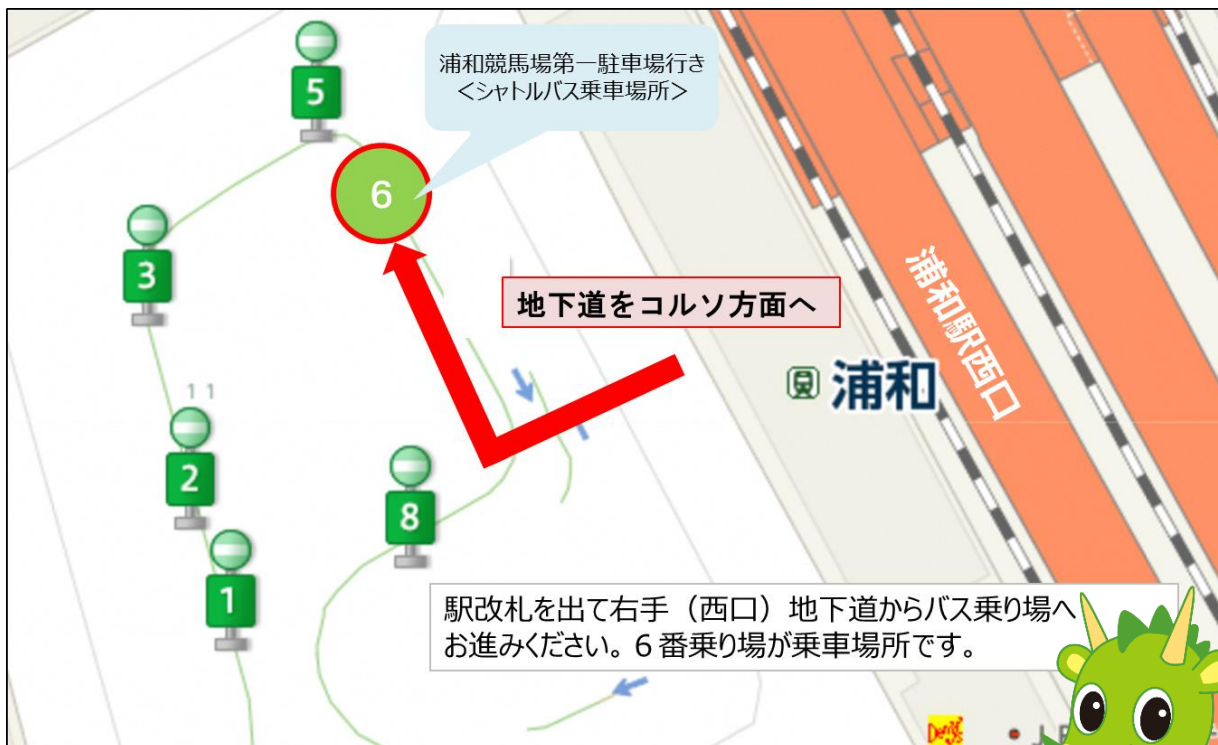 5
浦和競馬場第一駐車場行き
＜シャトルバス乗車場所＞
6
3
地下道をコルソ方面へ
浦和駅西口
浦和
1 1
2
8
1
駅改札を出て右手（西口）地下道からバス乗り場へ
お進みください。６番乗り場が乗車場所です。
Denny's